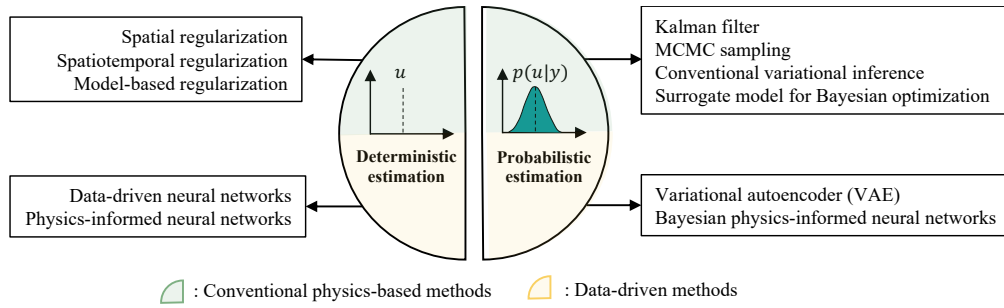 Spatial regularization
Spatiotemporal regularization
Model-based regularization
Data-driven neural networks
Physics-informed neural networks
u
Deterministic
estimation
p(u|y)
Probabilistic
estimation
Kalman filter
MCMC sampling
Conventional variational inference
Surrogate model for Bayesian optimization
Variational autoencoder (VAE)
Bayesian physics-informed neural networks
: Conventional physics-based methods
: Data-driven methods